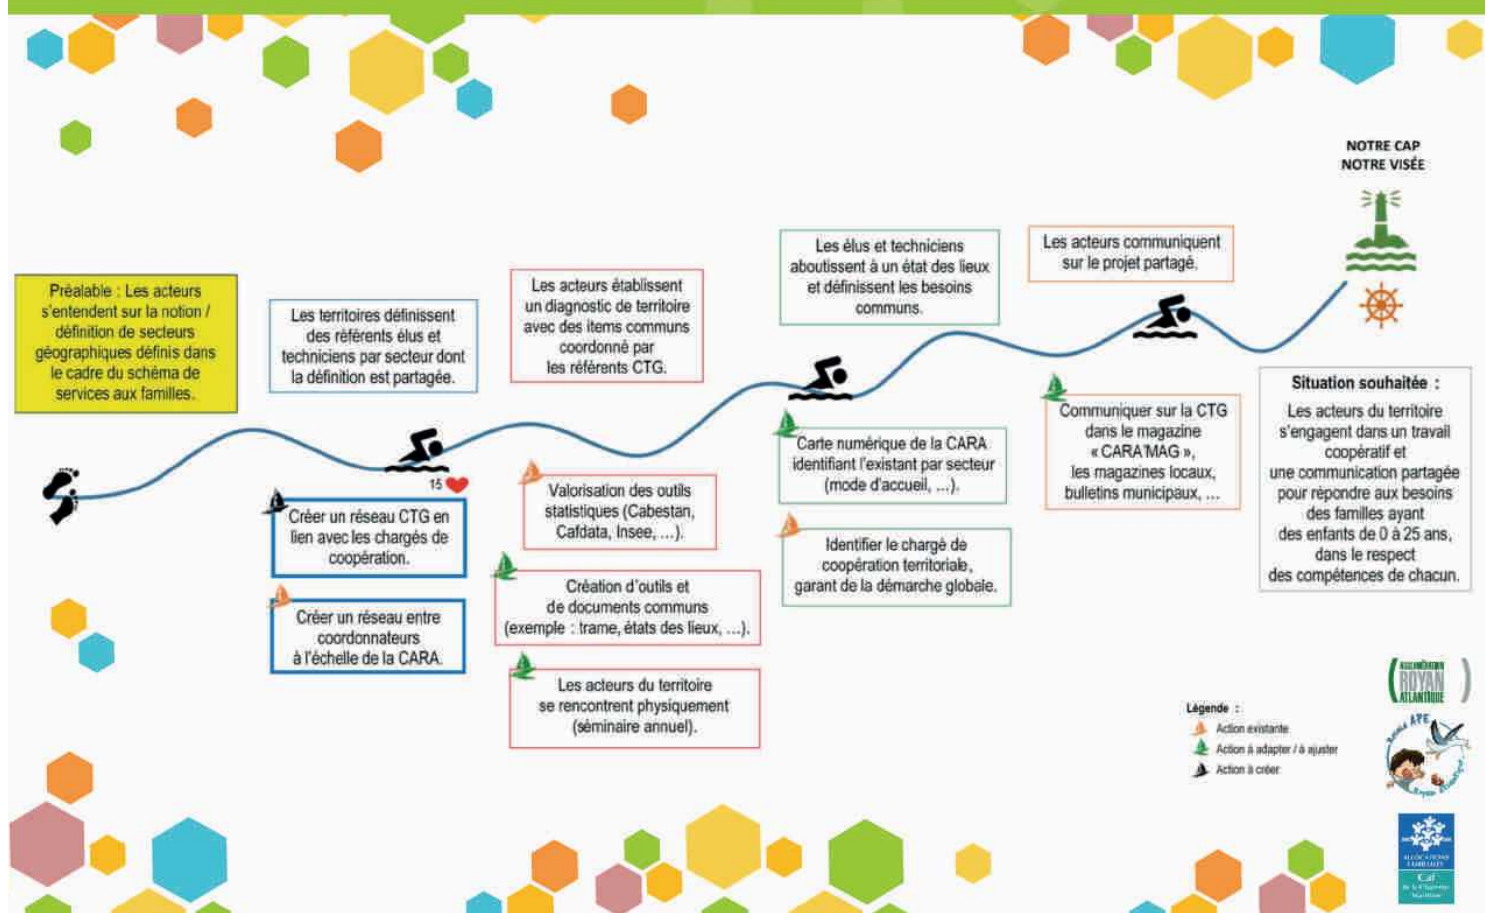 NOTRE CAP
NOTRE VISÉE
Préalable : Les acteurs
s'entendent sur la notion /
définition de secteurs
géographiques définis dans
le cadre du schéma de
services aux familles.
Les territoires définissent
des référents élus et
techniciens par secteur dont
la définition est partagée.
Les acteurs établissent
un diagnostic de territoire
avec des items communs
coordonné par
les référents CTG.
Les élus et techniciens
aboutissent à un état des lieux
et définissent les besoins
communs.
Les acteurs communiquent
sur le projet partagé.
15
Créer un réseau CTG en
lien avec les chargés de
coopération.
Créer un réseau entre
coordonnateurs
à l'échelle de la CARA.
Valorisation des outils
statistiques (Cabestan,
Cafdata, Insee, ...).
Création d'outils et
de documents communs
(exemple : trame, états des lieux, ...).
Les acteurs du territoire
se rencontrent physiquement
(séminaire annuel).
Carte numérique de la CARA
identifiant l'existant par secteur
(mode d'accueil, ...).
Identifier le chargé de
coopération territoriale,
garant de la démarche globale.
Communiquer sur la CTG
dans le magazine
« CARA'MAG »,
les magazines locaux,
bulletins municipaux, ...
Situation souhaitée :
Les acteurs du territoire
s'engagent dans un travail
coopératif et
une communication partagée
pour répondre aux besoins
des familles ayant
des enfants de 0 à 25 ans,
dans le respect
des compétences de chacun.
Légende :
Action existante
Action à adapter / à ajuster
Action à créer
AGGLOMÉRATION
ROYAN
ATLANTIQUE
APE
Royan Atlantique
ALLOCATIONS
FAMILIALES
Caf
de la Charente
Maritime